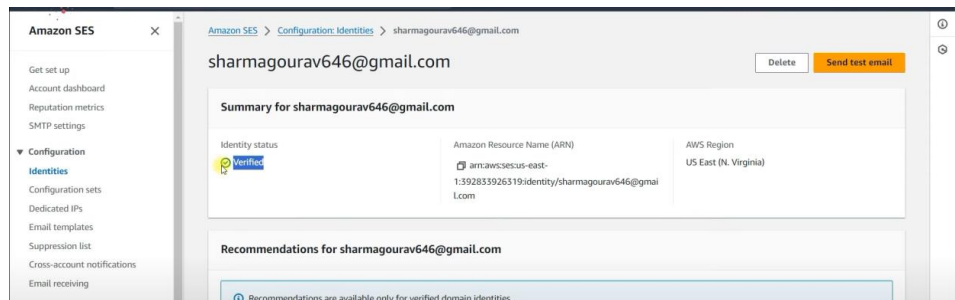 Amazon SES
Get set up
Account dashboard
Reputation metrics
SMTP settings
Configuration
Identities
Configuration sets
Dedicated IPs
Email templates
Suppression list
Cross-account notifications
Email receiving
Amazon SES > Configuration: Identities > sharmagourav646@gmail.com
sharmagourav646@gmail.com
Delete
Send test email
Summary for sharmagourav646@gmail.com
Identity status
Verified
Amazon Resource Name (ARN)
arn:aws:ses:us-east-
1:392833926319:identity/sharmagourav646@gmai
l.com
AWS Region
US East (N. Virginia)
Recommendations for sharmagourav646@gmail.com
Recommendations are available only for verified domain identities